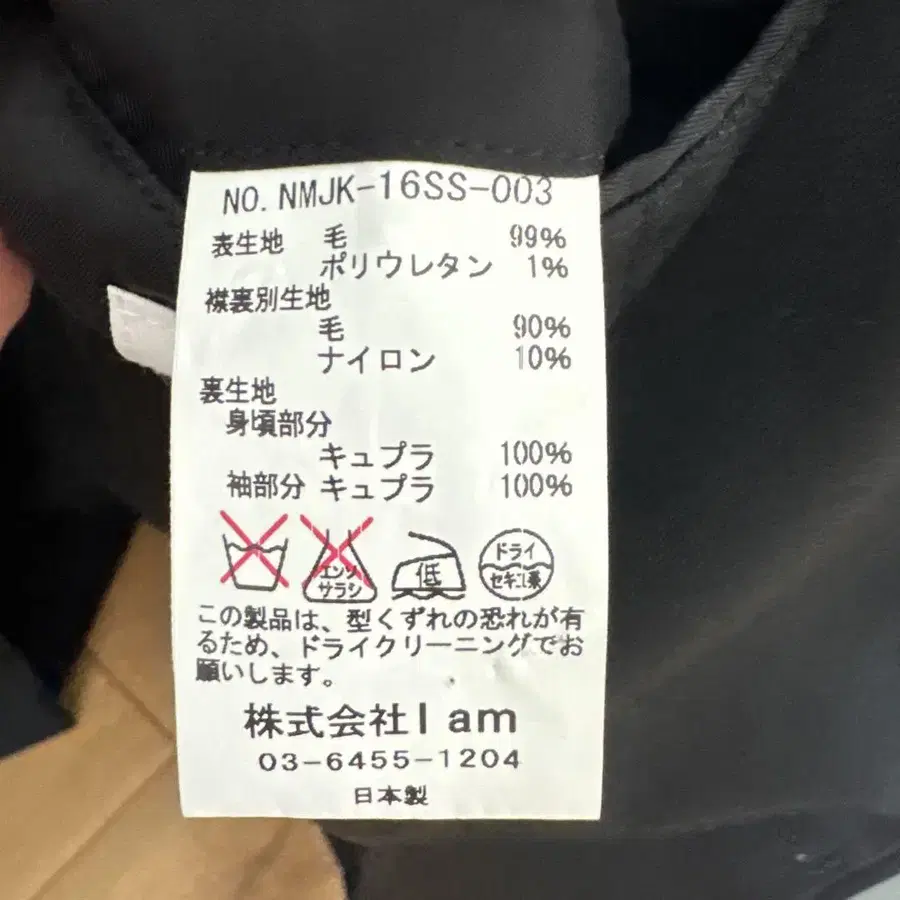 NO. NMJK-16SS-003
表生地 毛 99%
ポリウレタン 1%
襟裏別生地
毛 90%
ナイロン 10%
裏生地
身頃部分
キュプラ 100%
袖部分 キュプラ 100%
エンソ
サラシ
低
ドライ
セキユ系
この製品は、型くずれの恐れが有
るため、ドライクリーニングでお
願いします。
株式会社I am
03-6455-1204
日本製